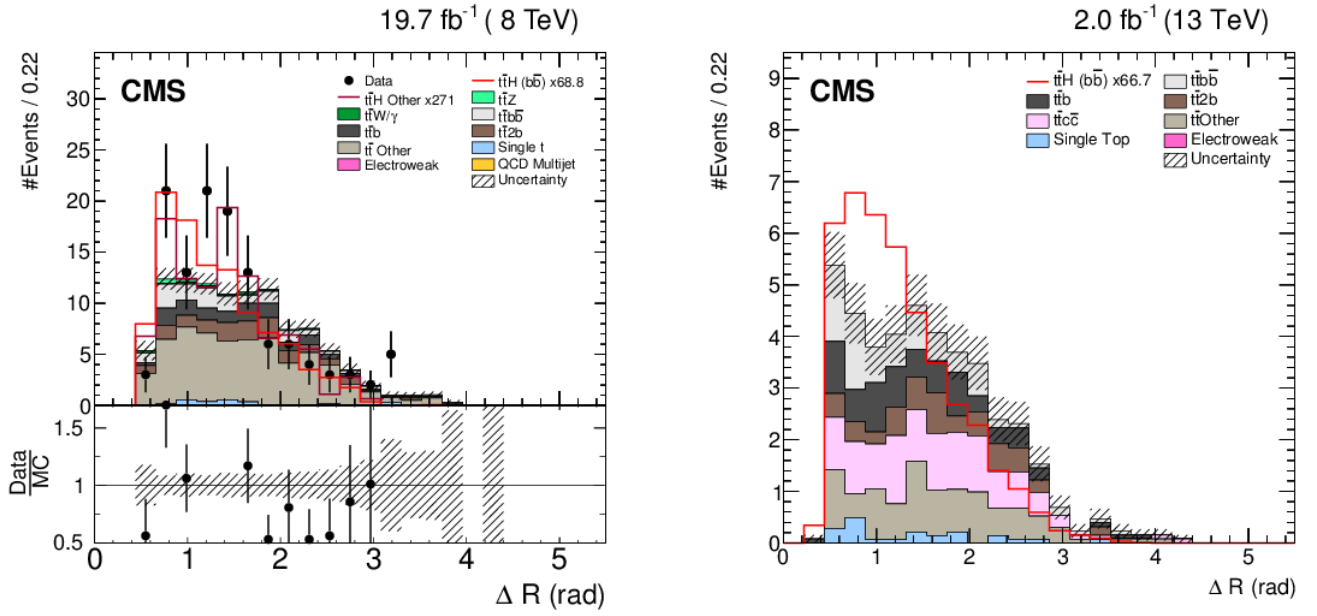 19.7 fb⁻¹ ( 8 TeV)
#Events / 0.22
CMS
Data
tt̄H (bb̄) x68.8
tt̄H Other x271
tt̄Z
tt̄W/γ
tt̄bb̄
tt̄b
tt̄2b
tt̄ Other
Single t
Electroweak
QCD Multijet
Uncertainty
30
25
20
15
10
5
0
Data
MC
1.5
1
0.5
0 1 2 3 4 5
Δ R (rad)
2.0 fb⁻¹ (13 TeV)
#Events / 0.22
CMS
tt̄H (bb̄) x66.7
tt̄bb̄
tt̄b
tt̄2b
tt̄cc̄
tt̄Other
Single Top
Electroweak
Uncertainty
9
8
7
6
5
4
3
2
1
0
0 1 2 3 4 5
Δ R (rad)